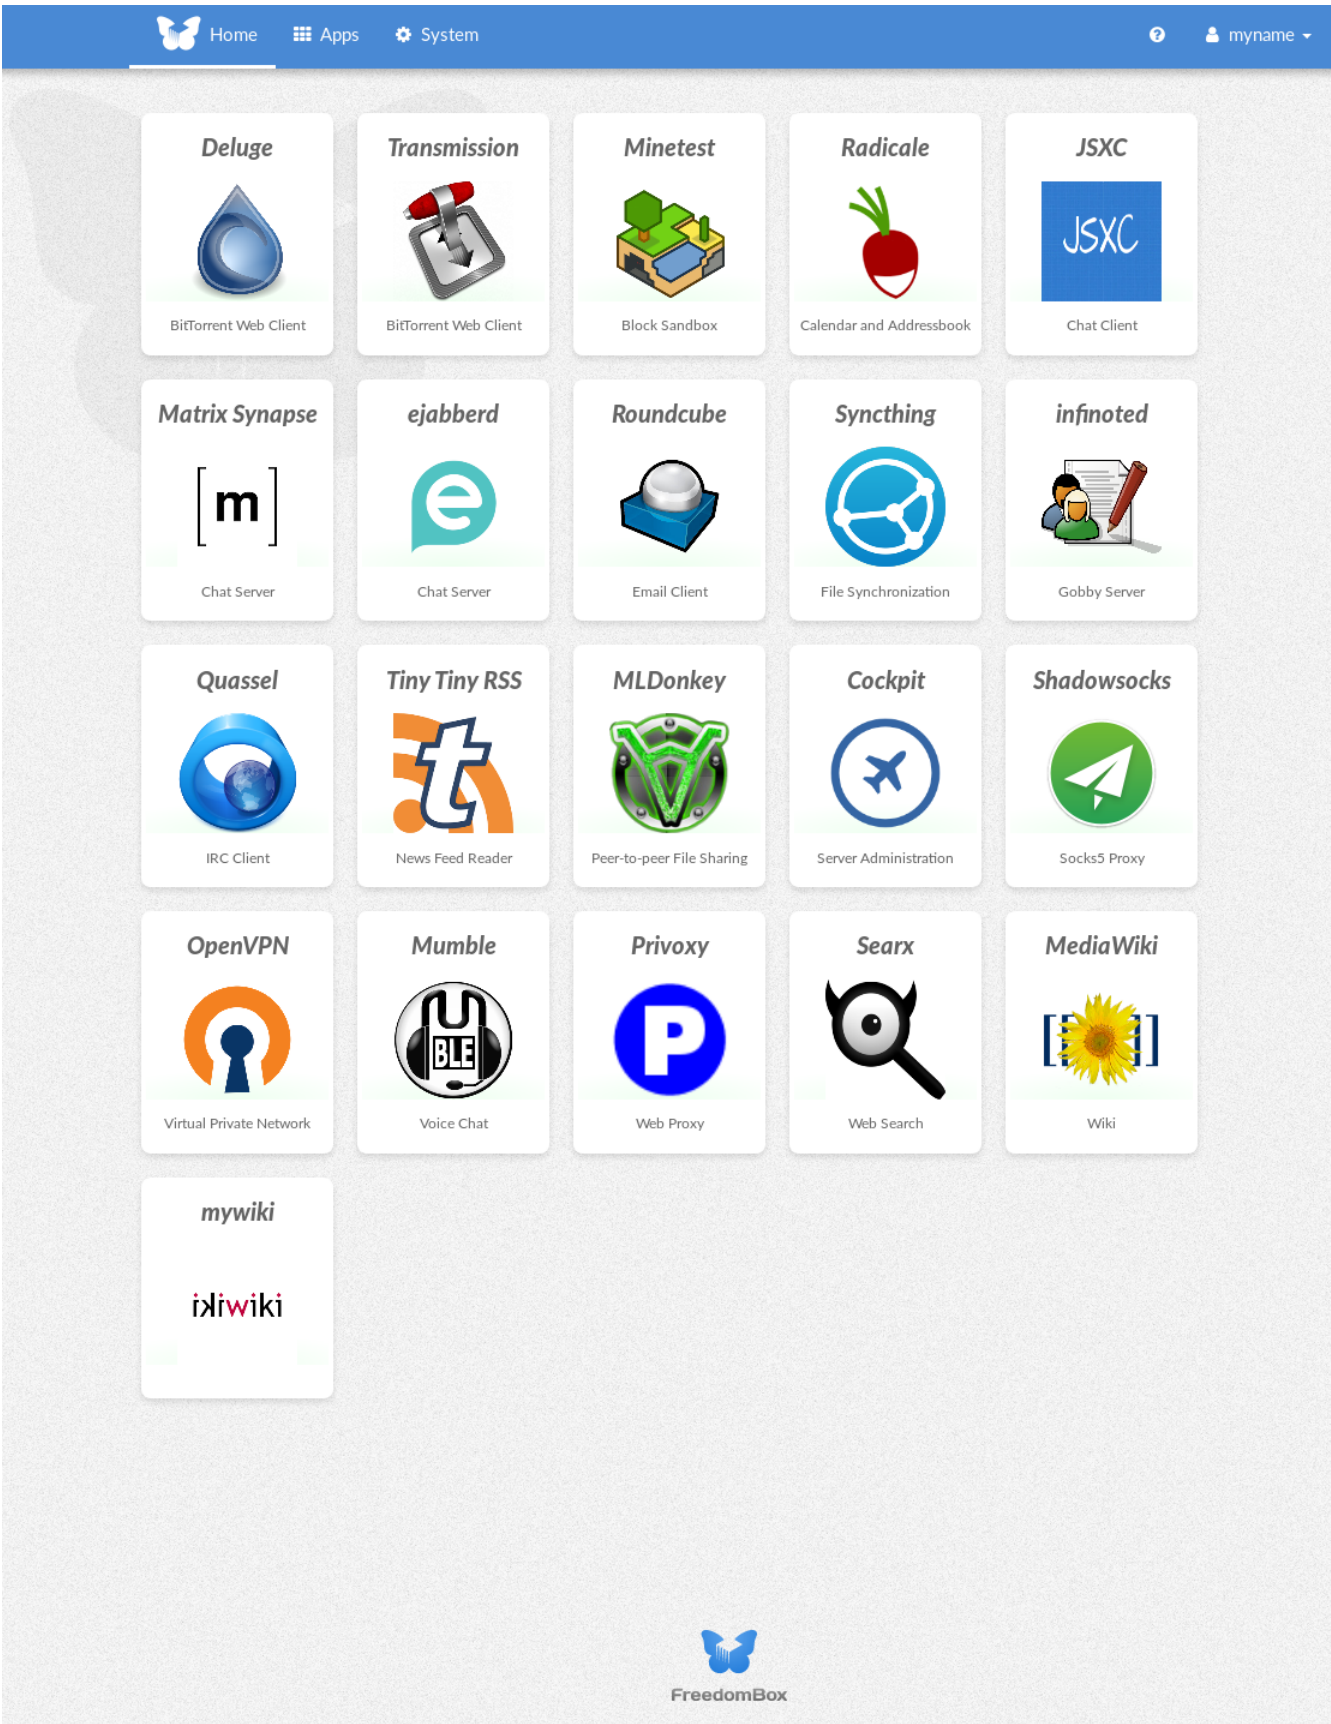 Home Apps System myname
Deluge Transmission Minetest Radicale JSXC
JSXC
BitTorrent Web Client BitTorrent Web Client Block Sandbox Calendar and Addressbook Chat Client
Matrix Synapse ejabberd Roundcube Syncthing infinoted
[m] e
Chat Server Chat Server Email Client File Synchronization Gobby Server
Quassel Tiny Tiny RSS MLDonkey Cockpit Shadowsocks
t
IRC Client News Feed Reader Peer-to-peer File Sharing Server Administration Socks5 Proxy
OpenVPN Mumble Privoxy Searx MediaWiki
BLE P [[ ]]
Virtual Private Network Voice Chat Web Proxy Web Search Wiki
mywiki
ikiwiki
FreedomBox